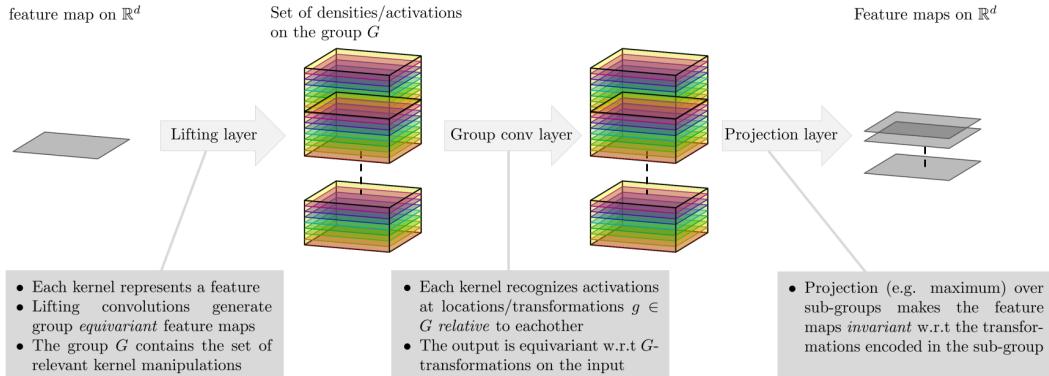 feature map on ℝᵈ
Set of densities/activations
on the group G
Feature maps on ℝᵈ
Lifting layer
Group conv layer
Projection layer
• Each kernel represents a feature
• Lifting convolutions generate
group equivariant feature maps
• The group G contains the set of
relevant kernel manipulations
• Each kernel recognizes activations
at locations/transformations g ∈
G relative to eachother
• The output is equivariant w.r.t G-
transformations on the input
• Projection (e.g. maximum) over
sub-groups makes the feature
maps invariant w.r.t the transfor-
mations encoded in the sub-group